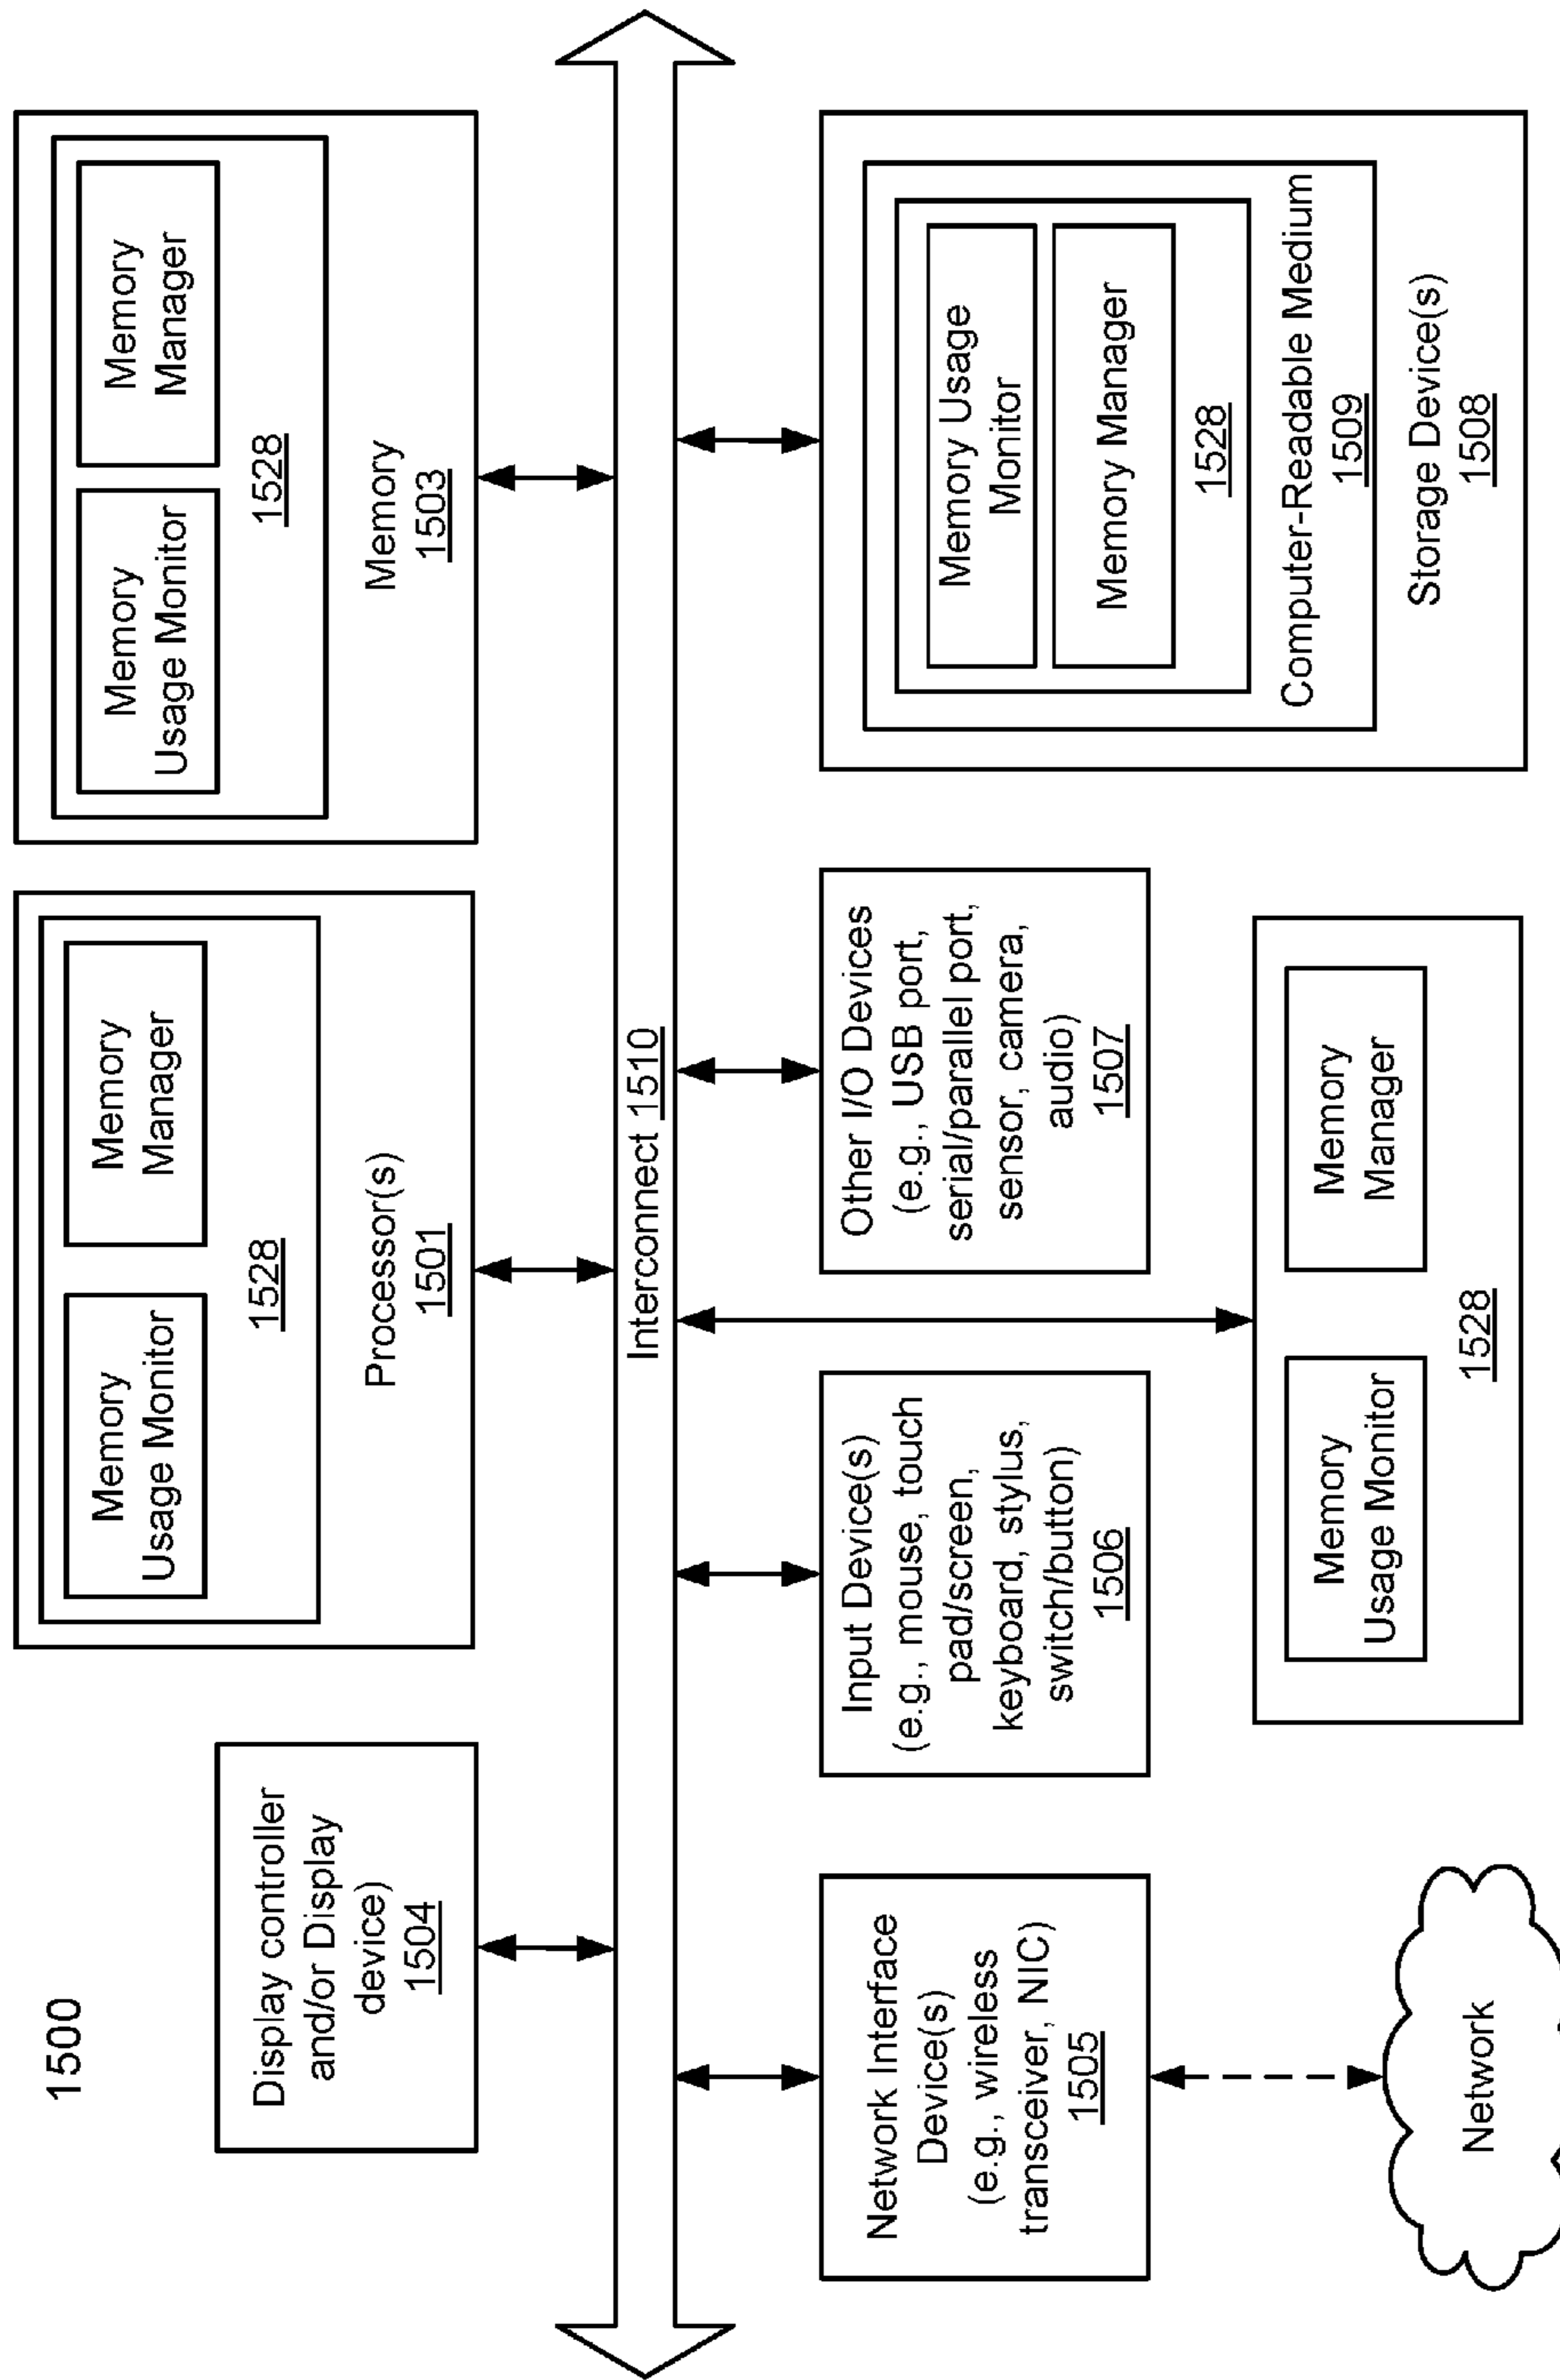 1500
Display controller
and/or Display
device)
1504
Memory
Usage Monitor
Memory
Manager
1528
Processor(s)
1501
Memory
Usage Monitor
Memory
Manager
1528
Memory
1503
Interconnect 1510
Network Interface
Device(s)
(e.g., wireless
transceiver, NIC)
1505
Input Device(s)
(e.g., mouse, touch
pad/screen,
keyboard, stylus,
switch/button)
1506
Other I/O Devices
(e.g., USB port,
serial/parallel port,
sensor, camera,
audio)
1507
Memory Usage
Monitor
Memory Manager
1528
Computer-Readable Medium
1509
Storage Device(s)
1508
Network
Memory
Usage Monitor
Memory
Manager
1528